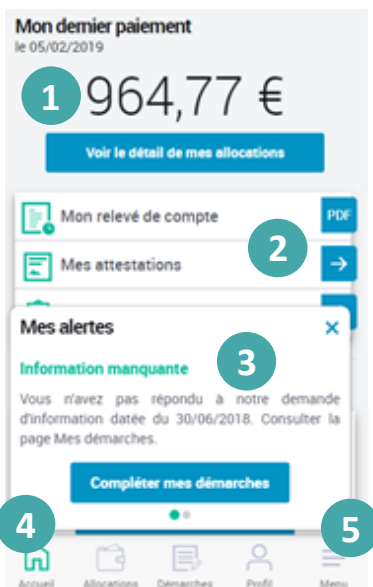 Mon dernier paiement
le 05/02/2019
1 964,77 €
Voir le détail de mes allocations
Mon relevé de compte PDF
2
Mes attestations
Mes alertes ×
3
Information manquante
Vous n'avez pas répondu à notre demande
d'information datée du 30/06/2018. Consulter la
page Mes démarches.
Compléter mes démarches
4 5
Accueil Allocations Démarches Profil Menu